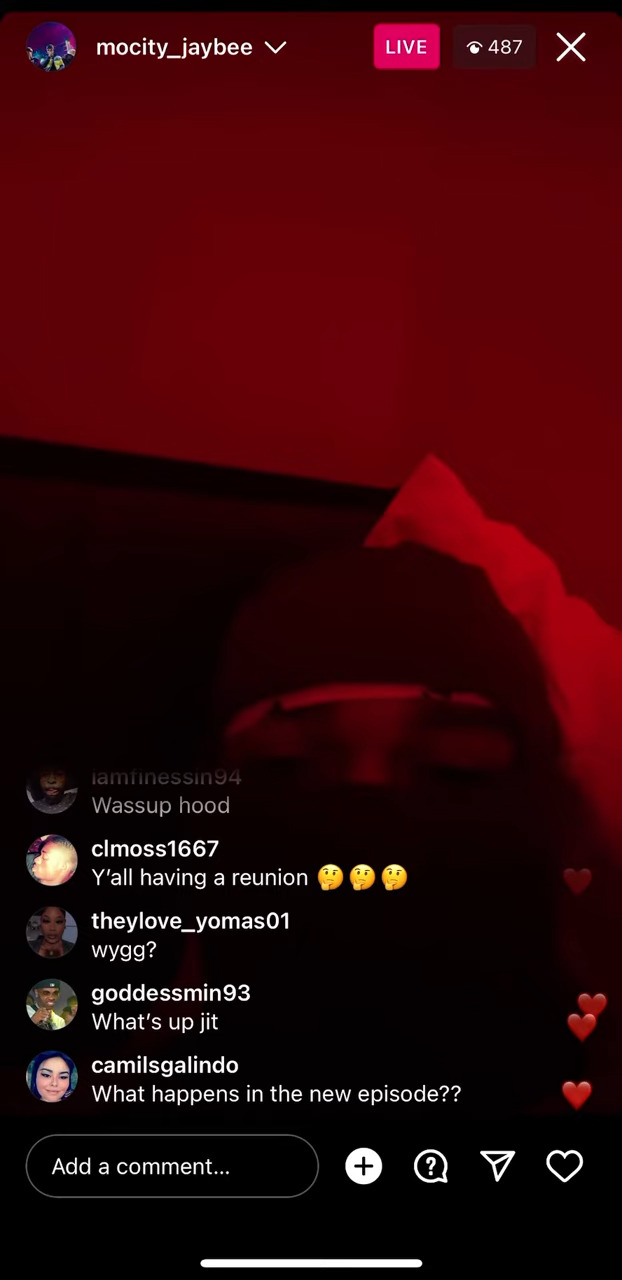 mocity_jaybee
LIVE
487
iamfinessin94
Wassup hood
clmoss1667
Y’all having a reunion 🤔🤔🤔
theylove_yomas01
wygg?
goddessmin93
What’s up jit
camilsgalindo
What happens in the new episode??
Add a comment...